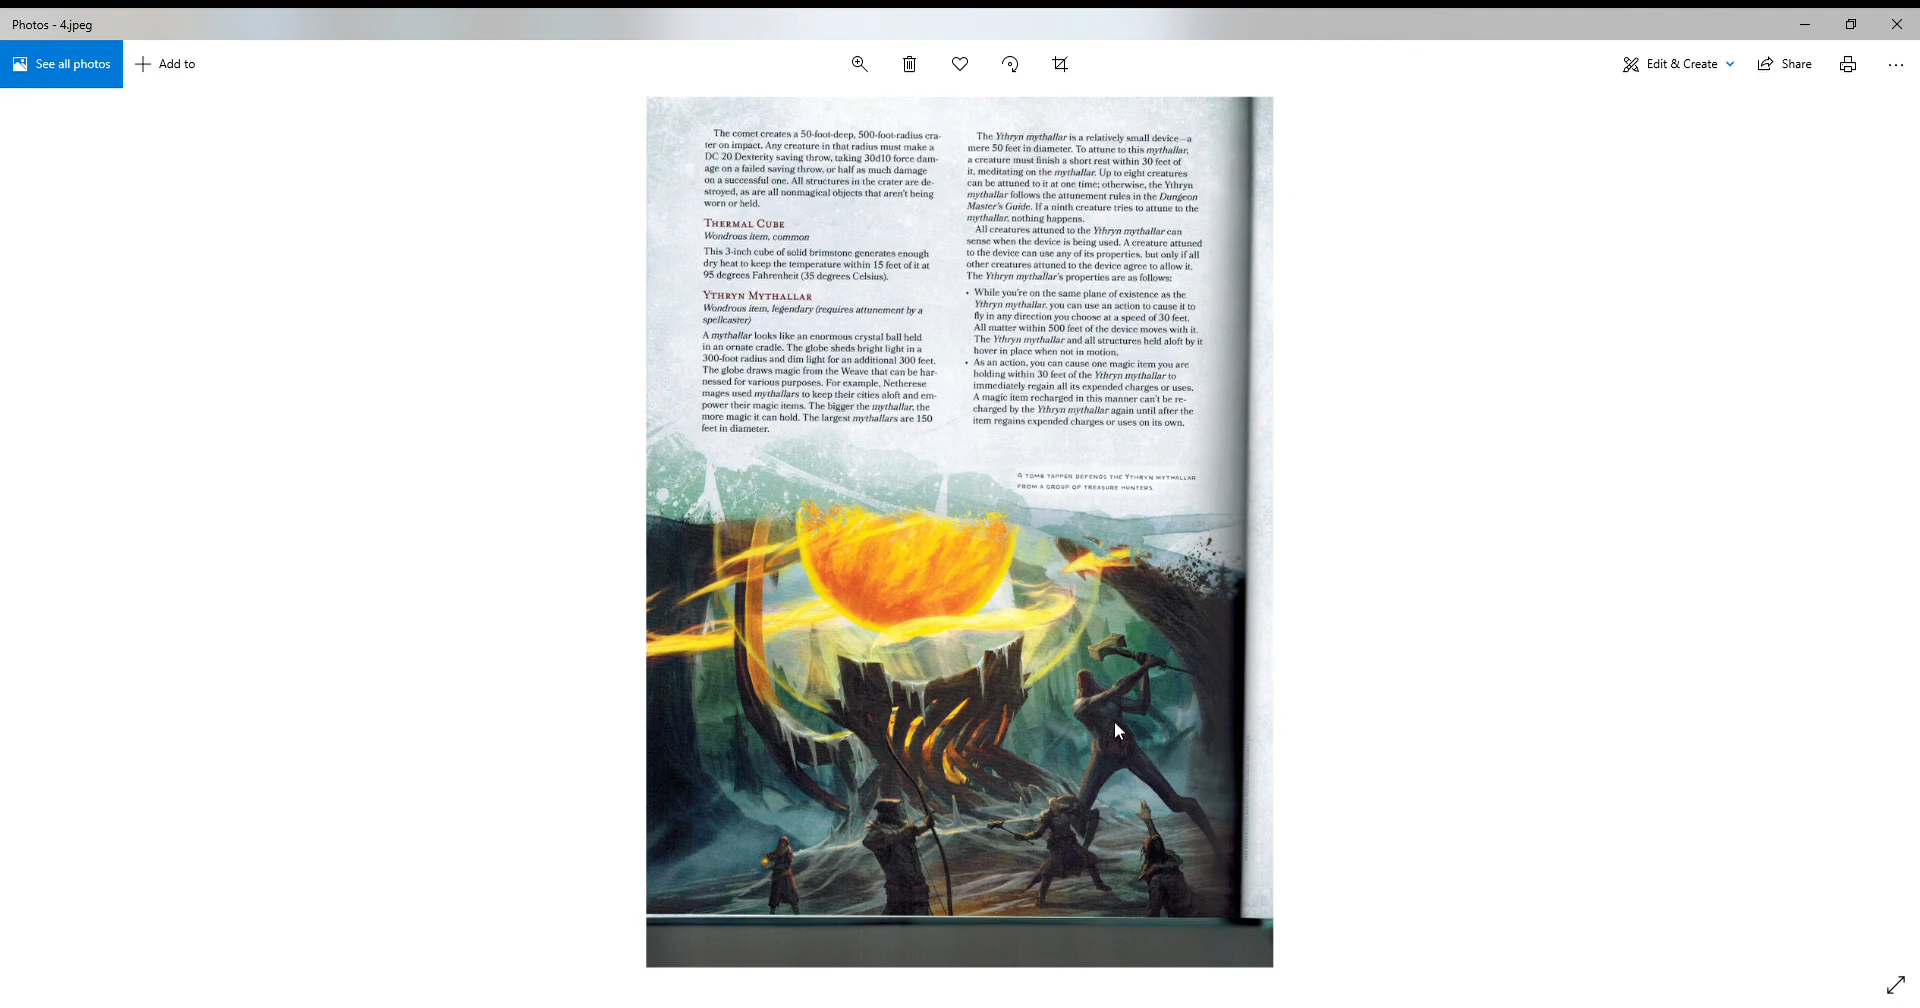 Photos - 4.jpeg
See all photos
Add to
Edit & Create
Share
The comet creates a 50-foot-deep, 500-foot-radius cra-
ter on impact. Any creature in that radius must make a
DC 20 Dexterity saving throw, taking 30d10 force dam-
age on a failed saving throw, or half as much damage
on a successful one. All structures in the crater are de-
stroyed, as are all nonmagical objects that aren't being
worn or held.
THERMAL CUBE
Wondrous item, common
This 3-inch cube of solid brimstone generates enough
dry heat to keep the temperature within 15 feet of it at
95 degrees Fahrenheit (35 degrees Celsius).
YTHRYN MYTHALLAR
Wondrous item, legendary (requires attunement by a
spellcaster)
A mythallar looks like an enormous crystal ball held
in an ornate cradle. The globe sheds bright light in a
300-foot radius and dim light for an additional 300 feet.
The globe draws magic from the Weave that can be har-
nessed for various purposes. For example, Netherese
mages used mythallars to keep their cities aloft and em-
power their magic items. The bigger the mythallar, the
more magic it can hold. The largest mythallars are 150
feet in diameter.
The Ythryn mythallar is a relatively small device—a
mere 50 feet in diameter. To attune to this mythallar,
a creature must finish a short rest within 30 feet of
it, meditating on the mythallar. Up to eight creatures
can be attuned to it at one time; otherwise, the Ythryn
mythallar follows the attunement rules in the Dungeon
Master's Guide. If a ninth creature tries to attune to the
mythallar, nothing happens.
All creatures attuned to the Ythryn mythallar can
sense when the device is being used. A creature attuned
to the device can use any of its properties, but only if all
other creatures attuned to the device agree to allow it.
The Ythryn mythallar's properties are as follows:
• While you're on the same plane of existence as the
Ythryn mythallar, you can use an action to cause it to
fly in any direction you choose at a speed of 30 feet.
All matter within 500 feet of the device moves with it.
The Ythryn mythallar and all structures held aloft by it
hover in place when not in motion.
• As an action, you can cause one magic item you are
holding within 30 feet of the Ythryn mythallar to
immediately regain all its expended charges or uses.
A magic item recharged in this manner can't be re-
charged by the Ythryn mythallar again until after the
item regains expended charges or uses on its own.
A TOMB TAPPER DEFENDS THE YTHRYN MYTHALLAR
FROM A GROUP OF TREASURE HUNTERS.